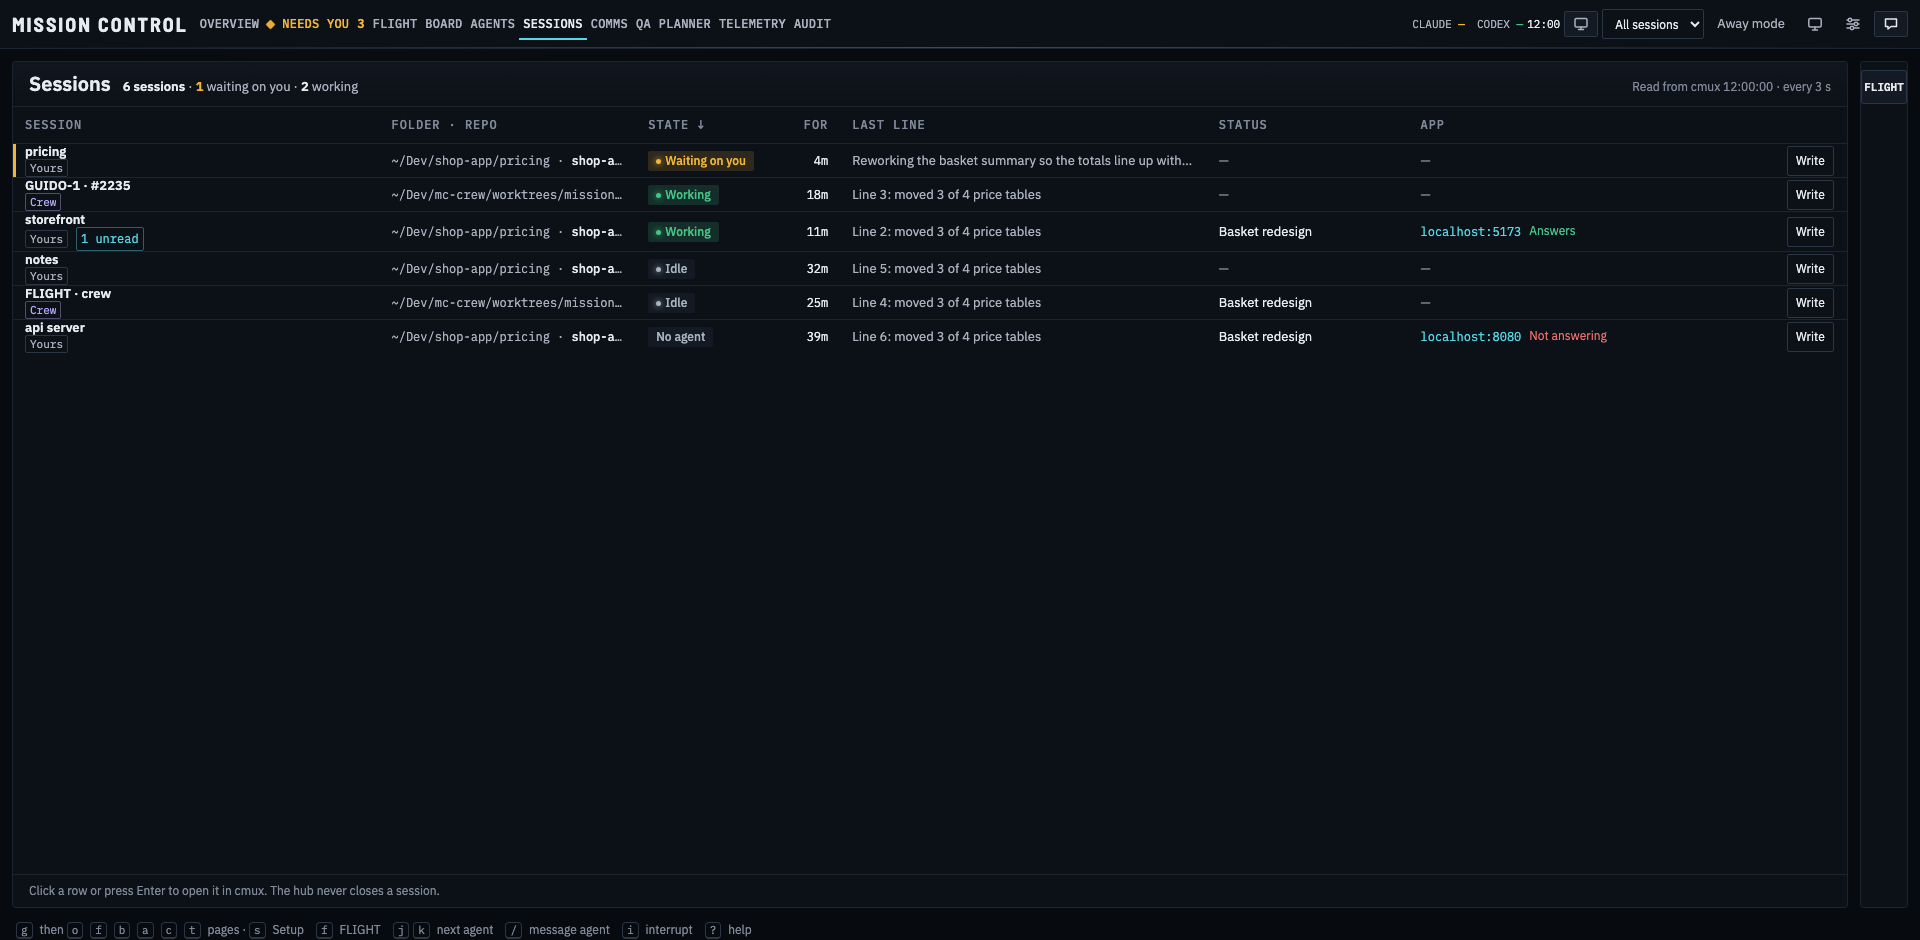 MISSION CONTROL OVERVIEW ◆ NEEDS YOU 3 FLIGHT BOARD AGENTS SESSIONS COMMS QA PLANNER TELEMETRY AUDIT CLAUDE — CODEX — 12:00 All sessions Away mode
Sessions 6 sessions · 1 waiting on you · 2 working Read from cmux 12:00:00 · every 3 s
FLIGHT
SESSION FOLDER · REPO STATE ↓ FOR LAST LINE STATUS APP
pricing
Yours ~/Dev/shop-app/pricing · shop-a… Waiting on you 4m Reworking the basket summary so the totals line up with… — — Write
GUIDO-1 · #2235
Crew ~/Dev/mc-crew/worktrees/mission… Working 18m Line 3: moved 3 of 4 price tables — — Write
storefront
Yours 1 unread ~/Dev/shop-app/pricing · shop-a… Working 11m Line 2: moved 3 of 4 price tables Basket redesign localhost:5173 Answers Write
notes
Yours ~/Dev/shop-app/pricing · shop-a… Idle 32m Line 5: moved 3 of 4 price tables — — Write
FLIGHT · crew
Crew ~/Dev/mc-crew/worktrees/mission… Idle 25m Line 4: moved 3 of 4 price tables Basket redesign — Write
api server
Yours ~/Dev/shop-app/pricing · shop-a… No agent 39m Line 6: moved 3 of 4 price tables Basket redesign localhost:8080 Not answering Write
Click a row or press Enter to open it in cmux. The hub never closes a session.
g then o f b a c t pages · s Setup f FLIGHT j k next agent / message agent i interrupt ? help